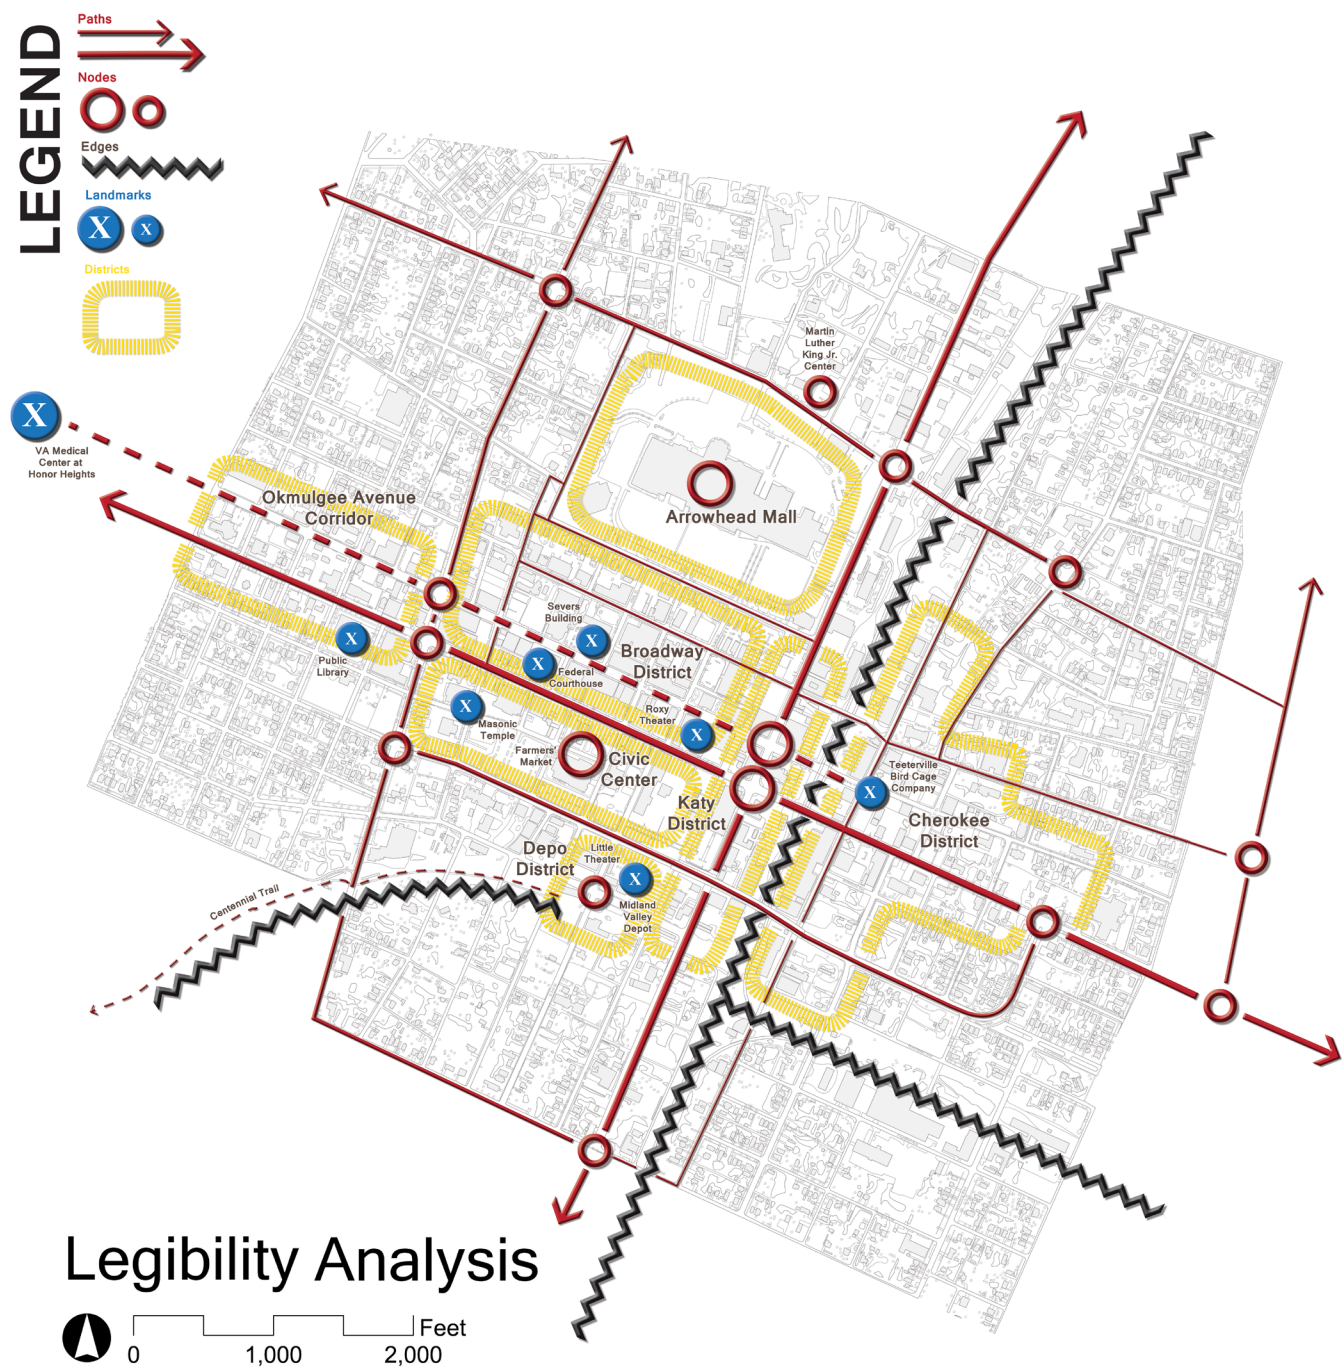 LEGEND
Paths
Nodes
Edges
Landmarks
X X
Districts
Martin
Luther
King Jr.
Center
X
VA Medical
Center at
Honor Heights
Okmulgee Avenue
Corridor
Arrowhead Mall
Severs
Building
X
X
Public
Library
X
Federal
Courthouse
Broadway
District
X
Masonic
Temple
Roxy
Theater
X
Farmers'
Market
Civic
Center
Katy
District
Teeterville
Bird Cage
Company
X
Cherokee
District
Depo
District
Little
Theater
X
Midland
Valley
Depot
Centennial Trail
Legibility Analysis
Feet
0 1,000 2,000